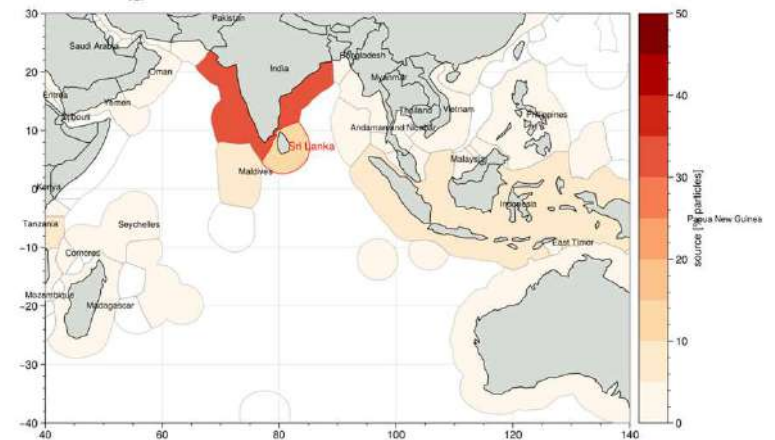 30
20
10
0
−10
−20
−30
−40
40
60
80
100
120
140
Pakistan
Saudi Arabia
Oman
India
Bangladesh
Myanmar
Eritrea
Yemen
Djibouti
Thailand
Vietnam
Philippines
Andaman and Nicobar
Sri Lanka
Maldives
Malaysia
Kenya
Indonesia
Papua New Guinea
Tanzania
Seychelles
East Timor
Comoros
Mozambique
Madagascar
50
40
30
20
10
0
source [% particles]